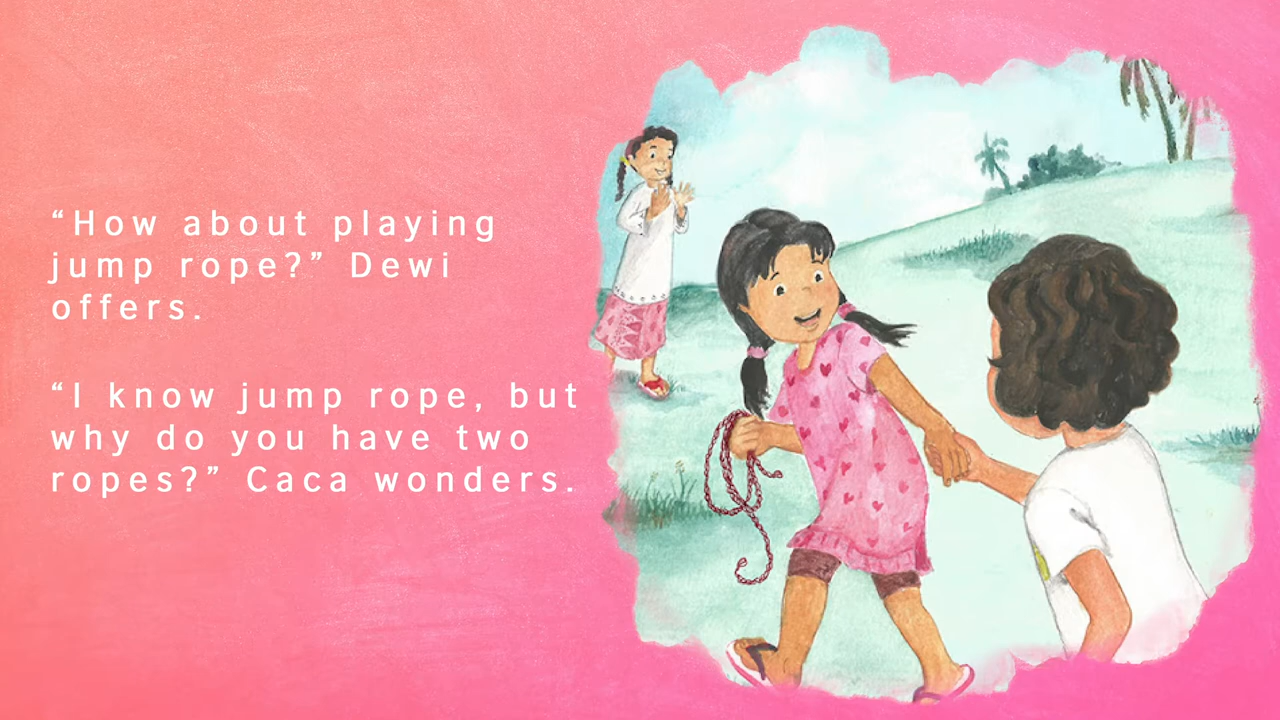 “How about playing
jump rope?” Dewi
offers.
“I know jump rope, but
why do you have two
ropes?” Caca wonders.